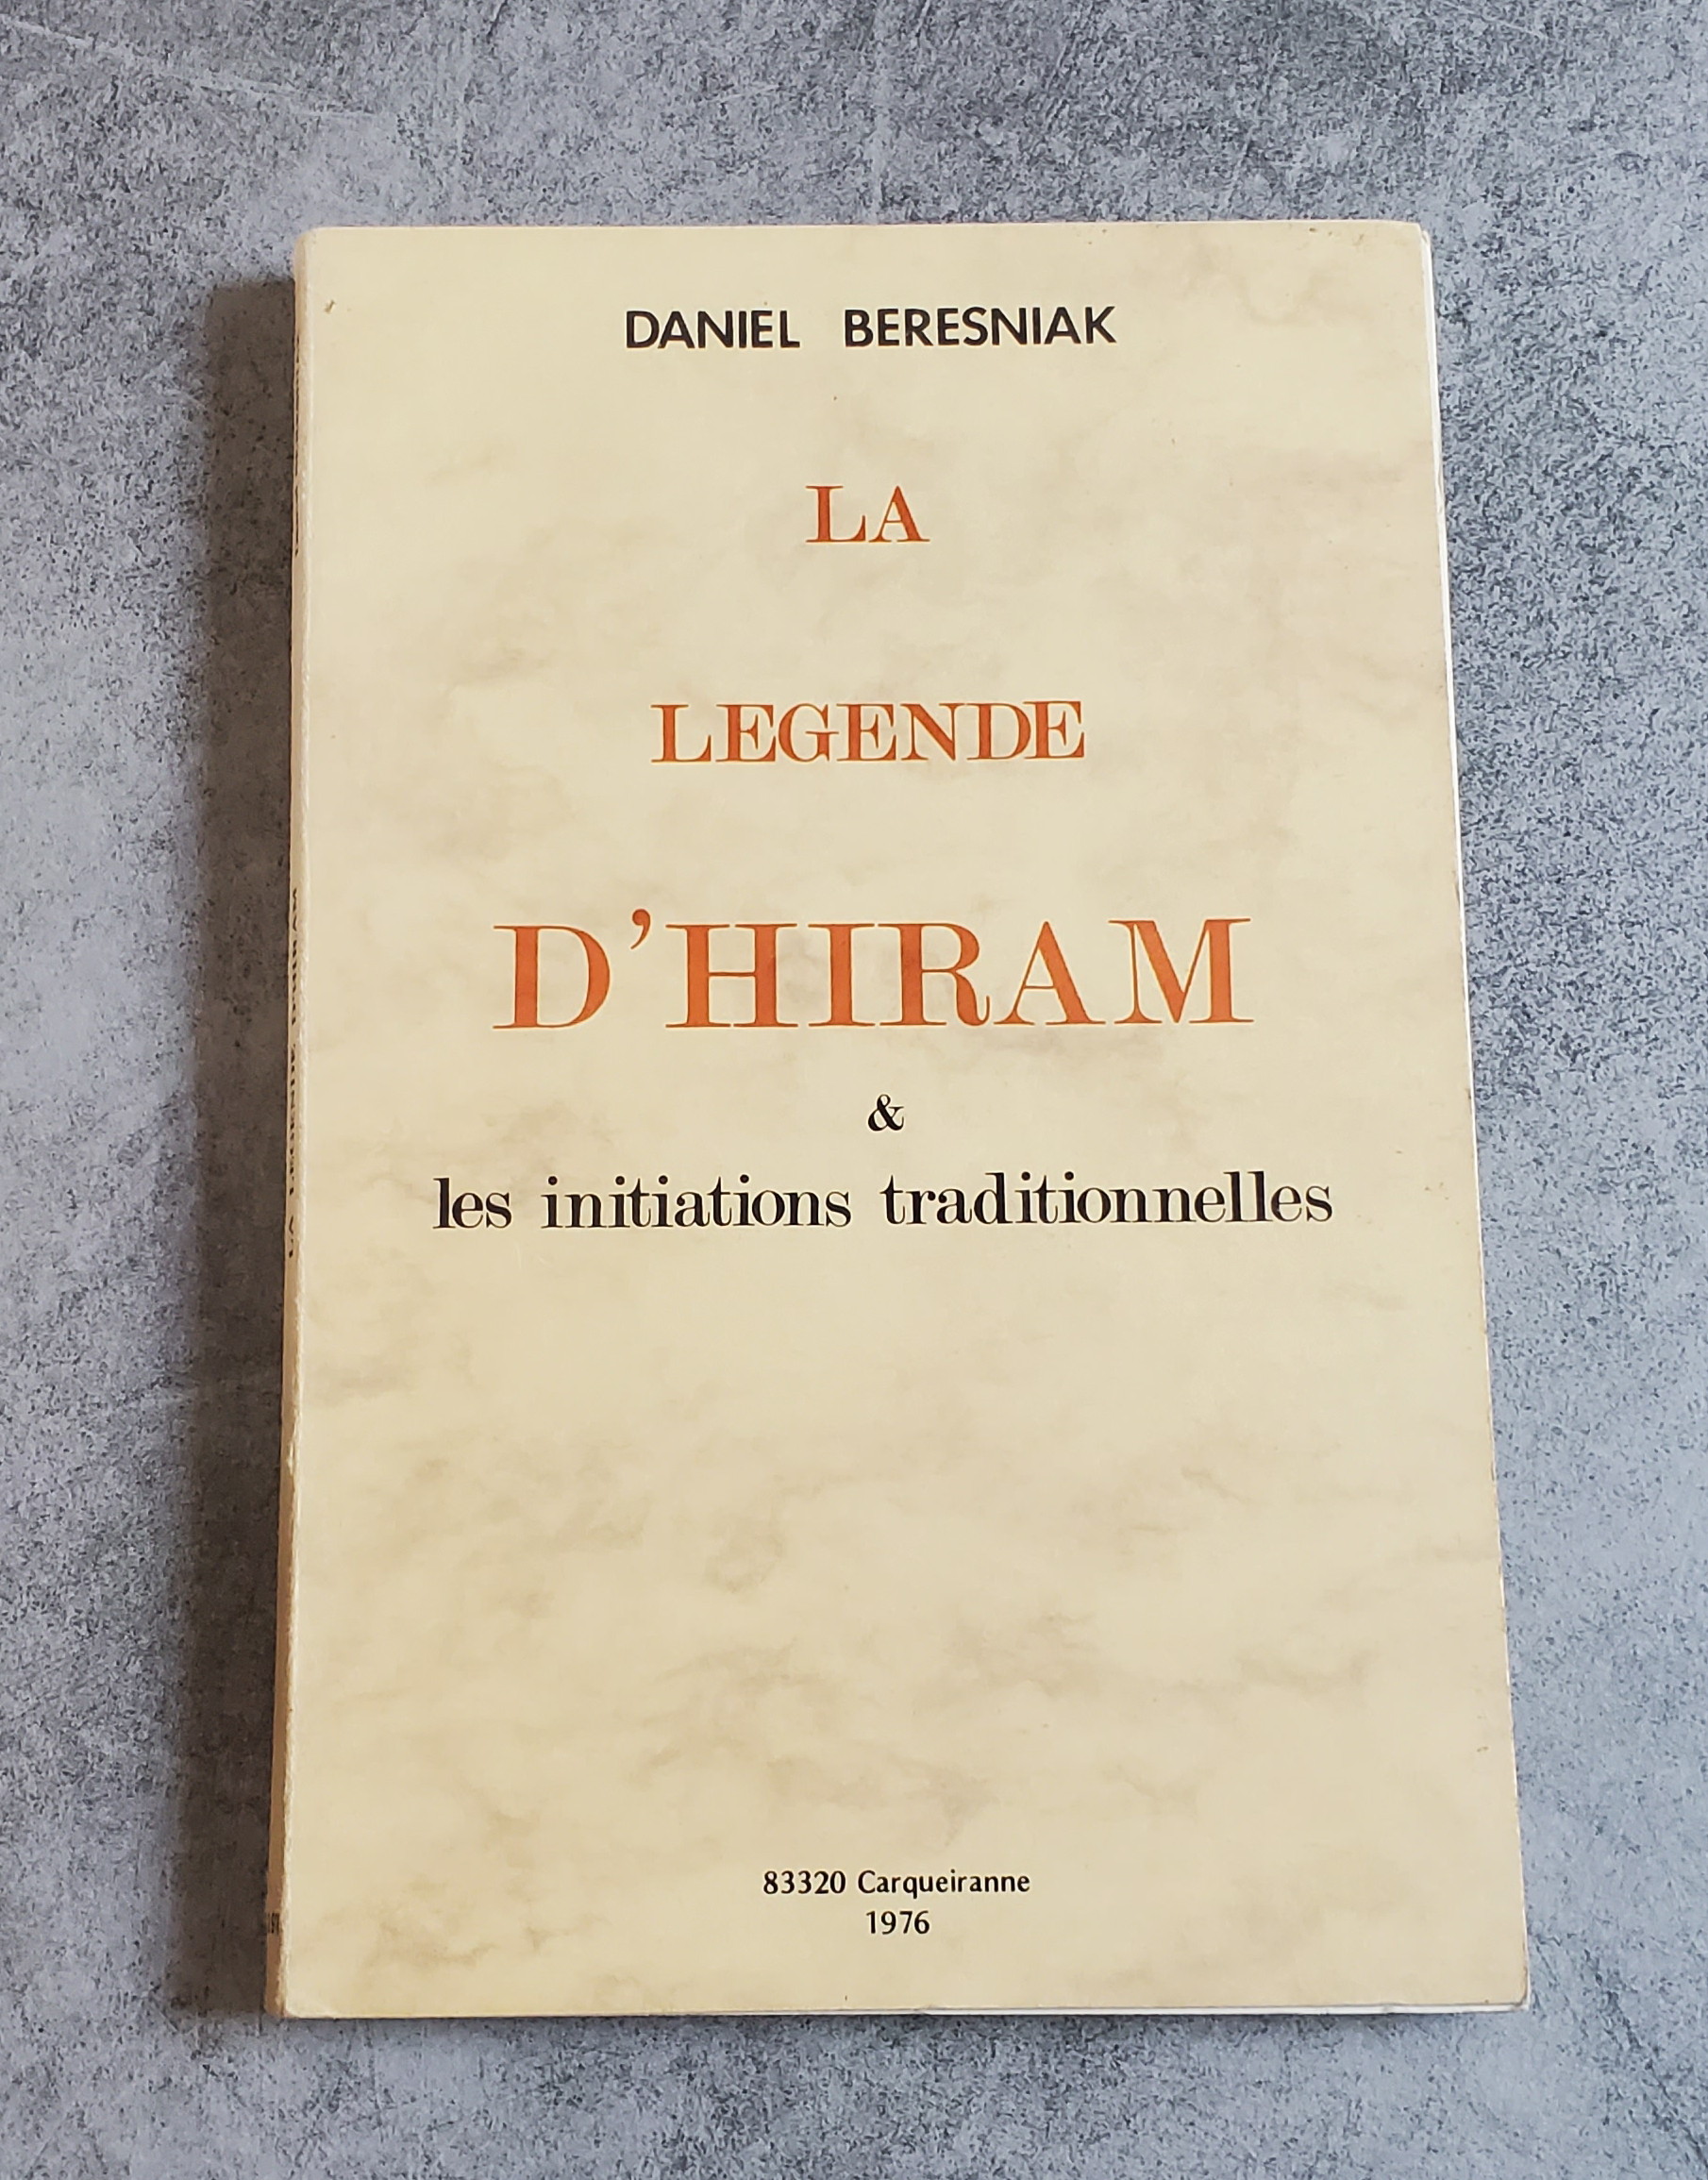 DANIEL BERESNIAK
LA
LEGENDE
D'HIRAM
&
les initiations traditionnelles
83320 Carqueiranne
1976